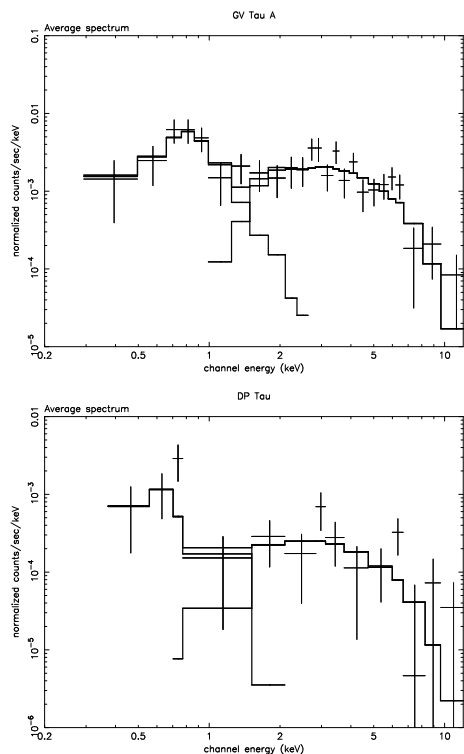 GV Tau A
Average spectrum
0.1
0.01
10⁻³
10⁻⁴
10⁻⁵
normalized counts/sec/keV
0.2 0.5 1 2 5 10
channel energy (keV)
DP Tau
Average spectrum
0.01
10⁻³
10⁻⁴
10⁻⁵
10⁻⁶
normalized counts/sec/keV
0.2 0.5 1 2 5 10
channel energy (keV)